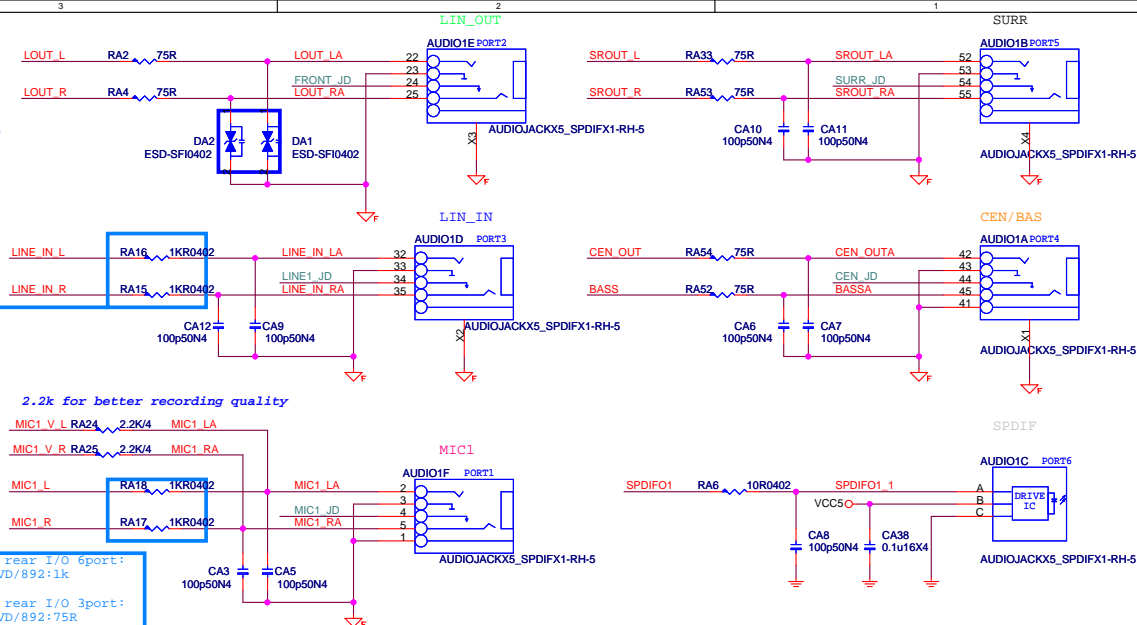 3 2 1
LIN_OUT
AUDIO1E PORT2
LOUT_L RA2 75R LOUT_LA 22
23
FRONT_JD 24
LOUT_R RA4 75R LOUT_RA 25
DA2 ESD-SFI0402
DA1 ESD-SFI0402
AUDIOJACKX5_SPDIFX1-RH-5
X3
F
F
SURR
AUDIO1B PORT5
SROUT_L RA33 75R SROUT_LA 52
53
SURR_JD 54
SROUT_R RA53 75R SROUT_RA 55
CA10 100p50N4
CA11 100p50N4
AUDIOJACKX5_SPDIFX1-RH-5
X4
F
F
LIN_IN
AUDIO1D PORT3
LINE_IN_L RA16 1KR0402 LINE_IN_LA 32
33
LINE1_JD 34
LINE_IN_R RA15 1KR0402 LINE_IN_RA 35
CA12 100p50N4
CA9 100p50N4
AUDIOJACKX5_SPDIFX1-RH-5
X2
F
F
CEN/BAS
AUDIO1A PORT4
CEN_OUT RA54 75R CEN_OUTA 42
43
CEN_JD 44
BASS RA52 75R BASSA 45
41
CA6 100p50N4
CA7 100p50N4
AUDIOJACKX5_SPDIFX1-RH-5
X1
F
F
2.2k for better recording quality
MIC1_V_L RA24 2.2K/4 MIC1_LA
MIC1_V_R RA25 2.2K/4 MIC1_RA
MIC1
AUDIO1F PORT1
MIC1_L RA18 1KR0402 MIC1_LA 2
3
MIC1_JD 4
MIC1_R RA17 1KR0402 MIC1_RA 5
1
CA3 100p50N4
CA5 100p50N4
AUDIOJACKX5_SPDIFX1-RH-5
F
rear I/O 6port:
VD/892:1k
rear I/O 3port:
VD/892:75R
SPDIF
AUDIO1C PORT6
SPDIFO1 RA6 10R0402 SPDIFO1_1 A
VCC5 B
C
DRIVE
IC
CA8 100p50N4
CA38 0.1u16X4
AUDIOJACKX5_SPDIFX1-RH-5